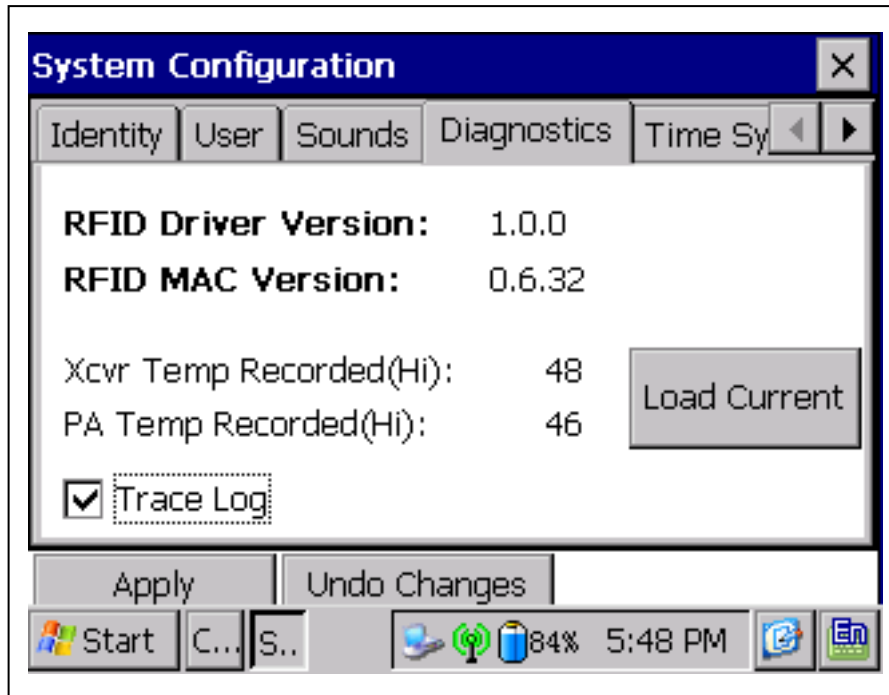 System Configuration
Identity User Sounds Diagnostics Time Sy
RFID Driver Version: 1.0.0
RFID MAC Version: 0.6.32
Xcvr Temp Recorded(Hi): 48
Load Current
PA Temp Recorded(Hi): 46
Trace Log
Apply Undo Changes
Start C... S.. 84% 5:48 PM En